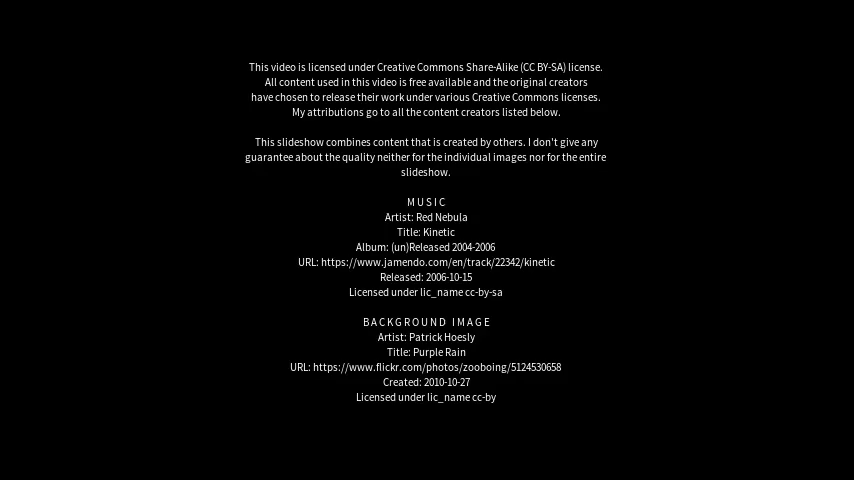 This video is licensed under Creative Commons Share-Alike (CC BY-SA) license.
All content used in this video is free available and the original creators
have chosen to release their work under various Creative Commons licenses.
My attributions go to all the content creators listed below.
This slideshow combines content that is created by others. I don't give any
guarantee about the quality neither for the individual images nor for the entire
slideshow.
MUSIC
Artist: Red Nebula
Title: Kinetic
Album: (un)Released 2004-2006
URL: https://www.jamendo.com/en/track/22342/kinetic
Released: 2006-10-15
Licensed under lic_name cc-by-sa
BACKGROUND IMAGE
Artist: Patrick Hoesly
Title: Purple Rain
URL: https://www.flickr.com/photos/zooboing/5124530658
Created: 2010-10-27
Licensed under lic_name cc-by